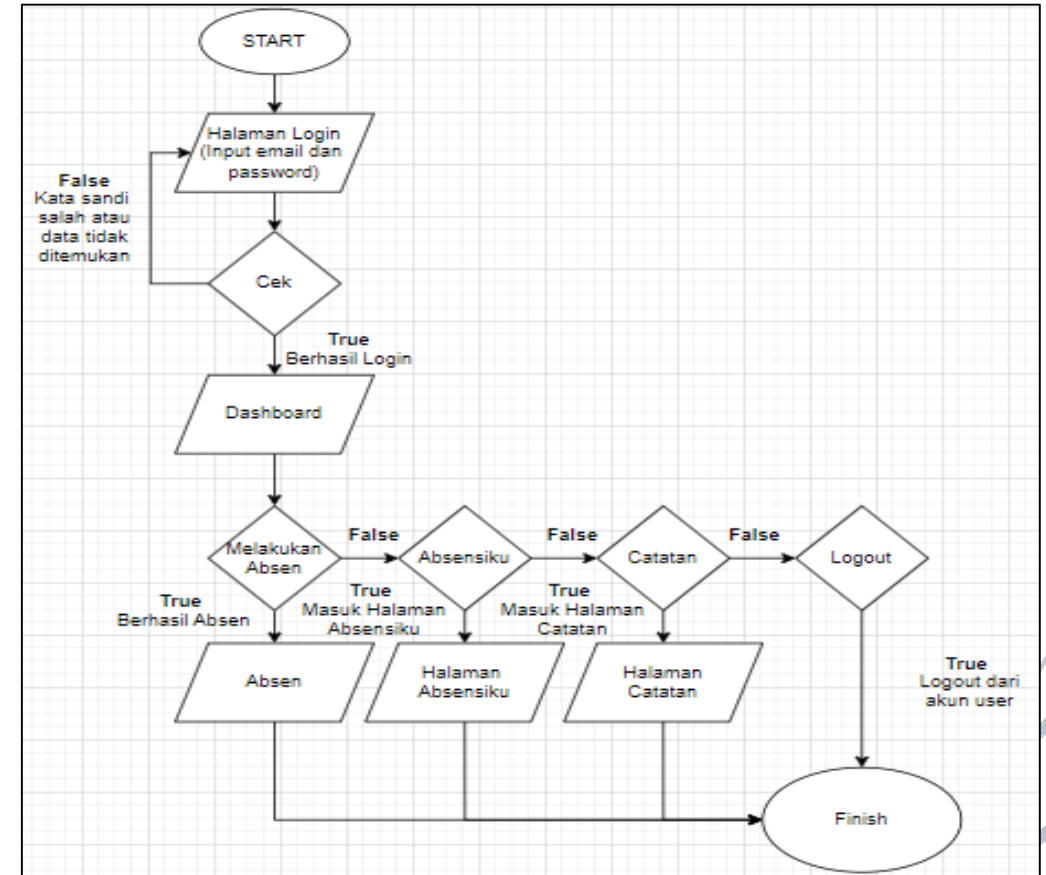 START
Halaman Login
(Input email dan
password)
False
Kata sandi
salah atau
data tidak
ditemukan
Cek
True
Berhasil Login
Dashboard
Melakukan
Absen
False
Absensiku
False
Catatan
False
Logout
True
Berhasil Absen
True
Masuk Halaman
Absensiku
True
Masuk Halaman
Catatan
True
Logout dari
akun user
Absen
Halaman
Absensiku
Halaman
Catatan
Finish